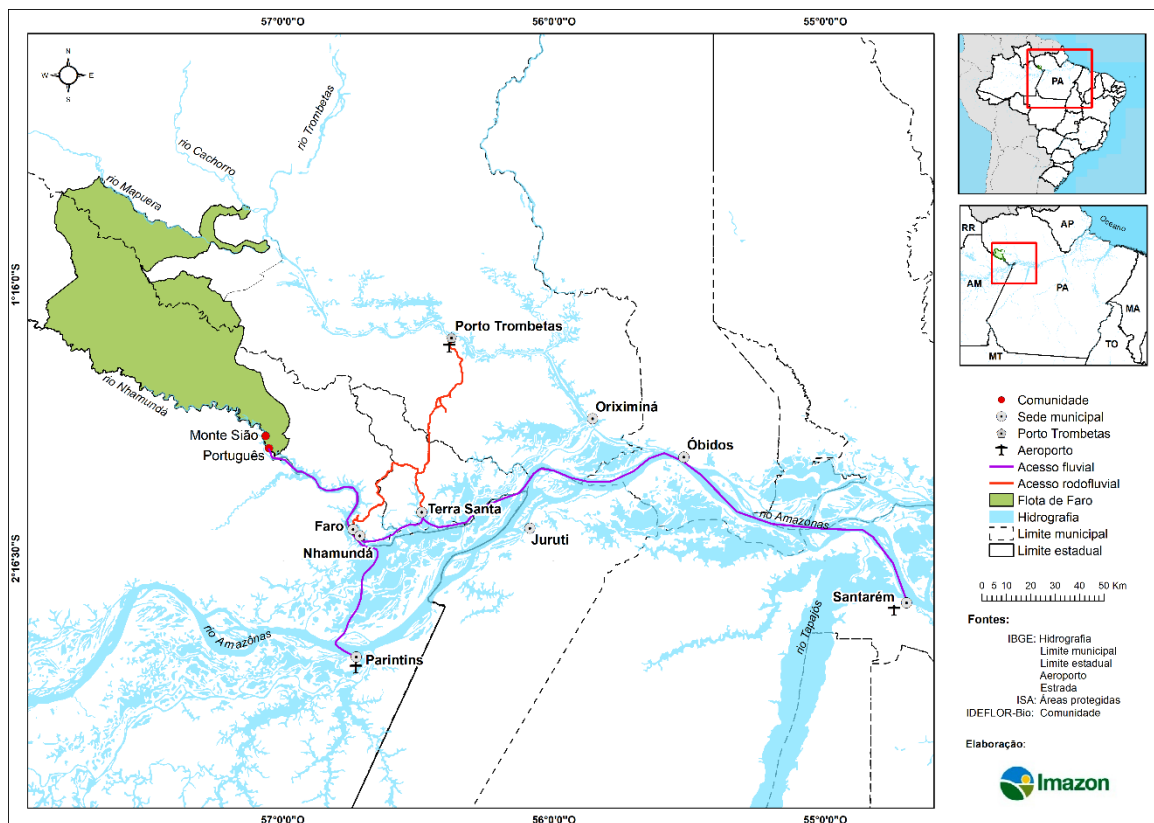 57°0'0"O
56°0'0"O
55°0'0"O
N
W
E
S
rio Trombetas
rio Cachorro
rio Mapuera
1°16'0"S
Porto Trombetas
rio Nhamundá
Oriximiná
Monte Sião
Óbidos
Português
Terra Santa
rio Amazonas
Faro
Juruti
Nhamundá
2°16'30"S
Santarém
rio Amazonas
rio Tapajós
Parintins
57°0'0"O
56°0'0"O
55°0'0"O
PA
RR
AP
Oceano
AM
PA
MA
TO
MT
Comunidade
Sede municipal
Porto Trombetas
Aeroporto
Acesso fluvial
Acesso rodofluvial
Flota de Faro
Hidrografia
Limite municipal
Limite estadual
0 5 10 20 30 40 50 Km
Fontes:
IBGE: Hidrografia
Limite municipal
Limite estadual
Aeroporto
Estrada
ISA: Áreas protegidas
IDEFLOR-Bio: Comunidade
Elaboração:
Imazon